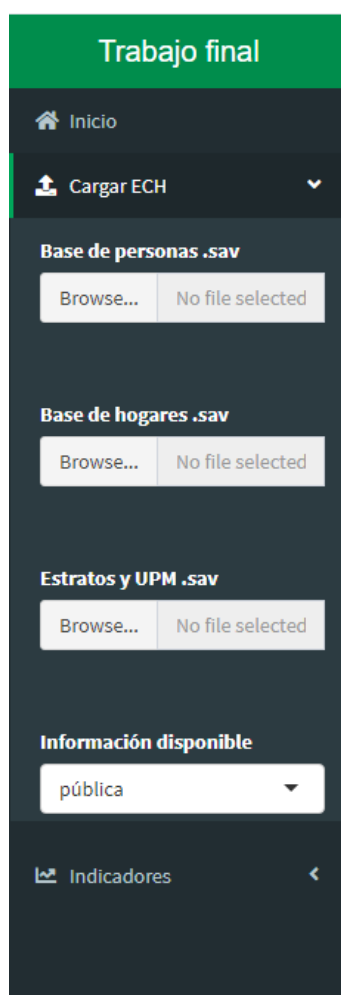 Trabajo final
Inicio
Cargar ECH
Base de personas .sav
Browse... No file selected
Base de hogares .sav
Browse... No file selected
Estratos y UPM .sav
Browse... No file selected
Información disponible
pública
Indicadores